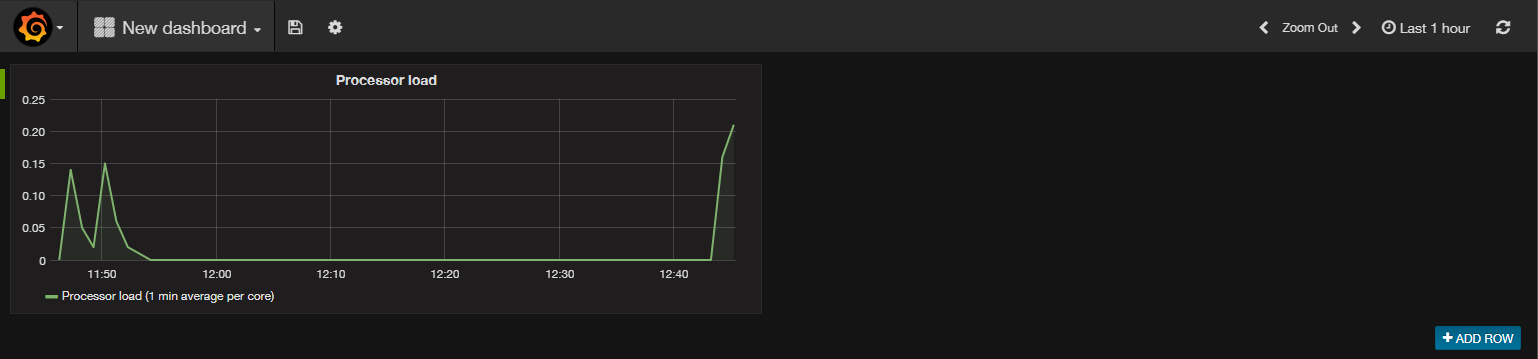 New dashboard
Zoom Out
Last 1 hour
Processor load
0.25
0.20
0.15
0.10
0.05
0
11:50 12:00 12:10 12:20 12:30 12:40
Processor load (1 min average per core)
+ ADD ROW